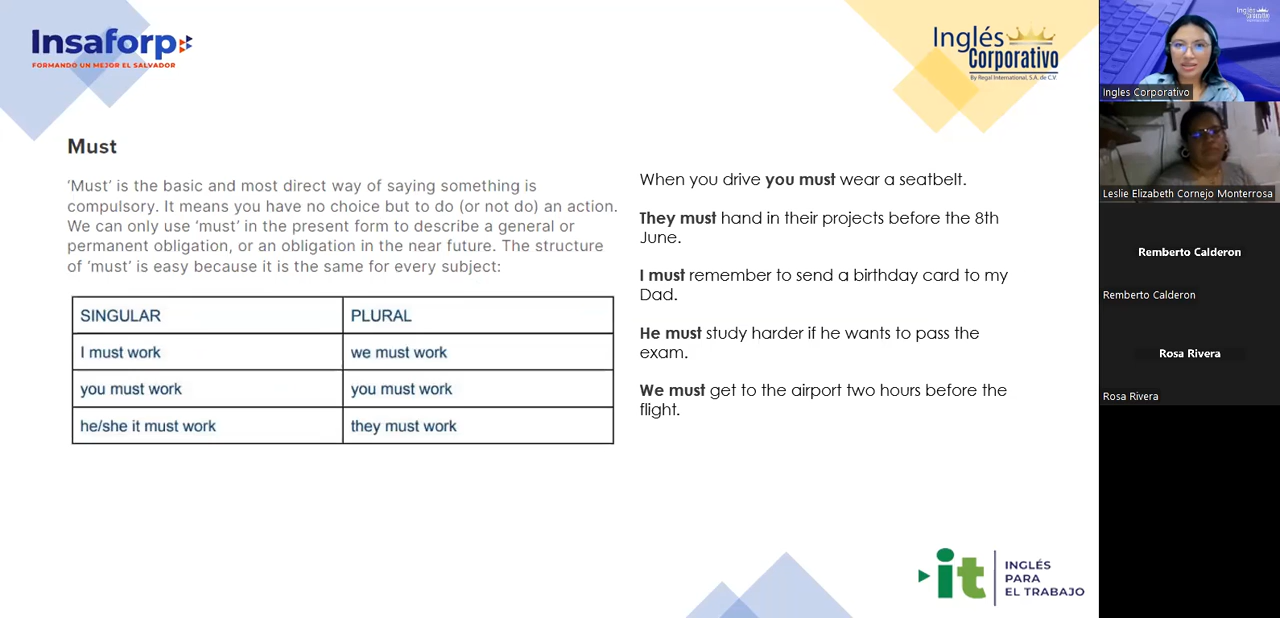 Insaforp
FORMANDO UN MEJOR EL SALVADOR
Inglés
Corporativo
By Regal International, S.A. de C.V.
Must
‘Must’ is the basic and most direct way of saying something is
compulsory. It means you have no choice but to do (or not do) an action.
We can only use ‘must’ in the present form to describe a general or
permanent obligation, or an obligation in the near future. The structure
of ‘must’ is easy because it is the same for every subject:
SINGULAR PLURAL
I must work we must work
you must work you must work
he/she it must work they must work
When you drive you must wear a seatbelt.
They must hand in their projects before the 8th
June.
I must remember to send a birthday card to my
Dad.
He must study harder if he wants to pass the
exam.
We must get to the airport two hours before the
flight.
it
INGLÉS
PARA
EL TRABAJO
Inglés
Ingles Corporativo
Leslie Elizabeth Cornejo Monterrosa
Remberto Calderon
Remberto Calderon
Rosa Rivera
Rosa Rivera